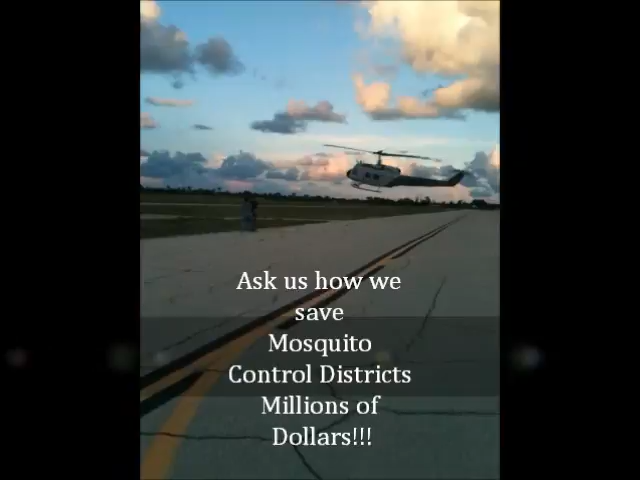 Ask us how we
save
Mosquito
Control Districts
Millions of
Dollars!!!